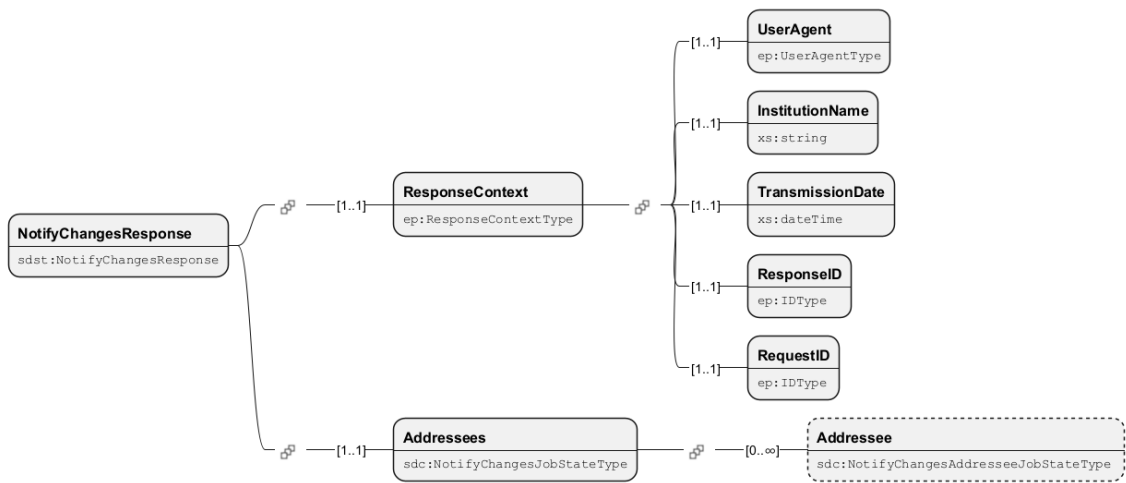 UserAgent
[1..1]
ep:UserAgentType
InstitutionName
[1..1]
xs:string
ResponseContext
[1..1]
ep:ResponseContextType
TransmissionDate
[1..1]
xs:dateTime
NotifyChangesResponse
sdst:NotifyChangesResponse
ResponseID
[1..1]
ep:IDType
RequestID
[1..1]
ep:IDType
Addressees
[1..1]
sdc:NotifyChangesJobStateType
Addressee
[0..∞]
sdc:NotifyChangesAddresseeJobStateType